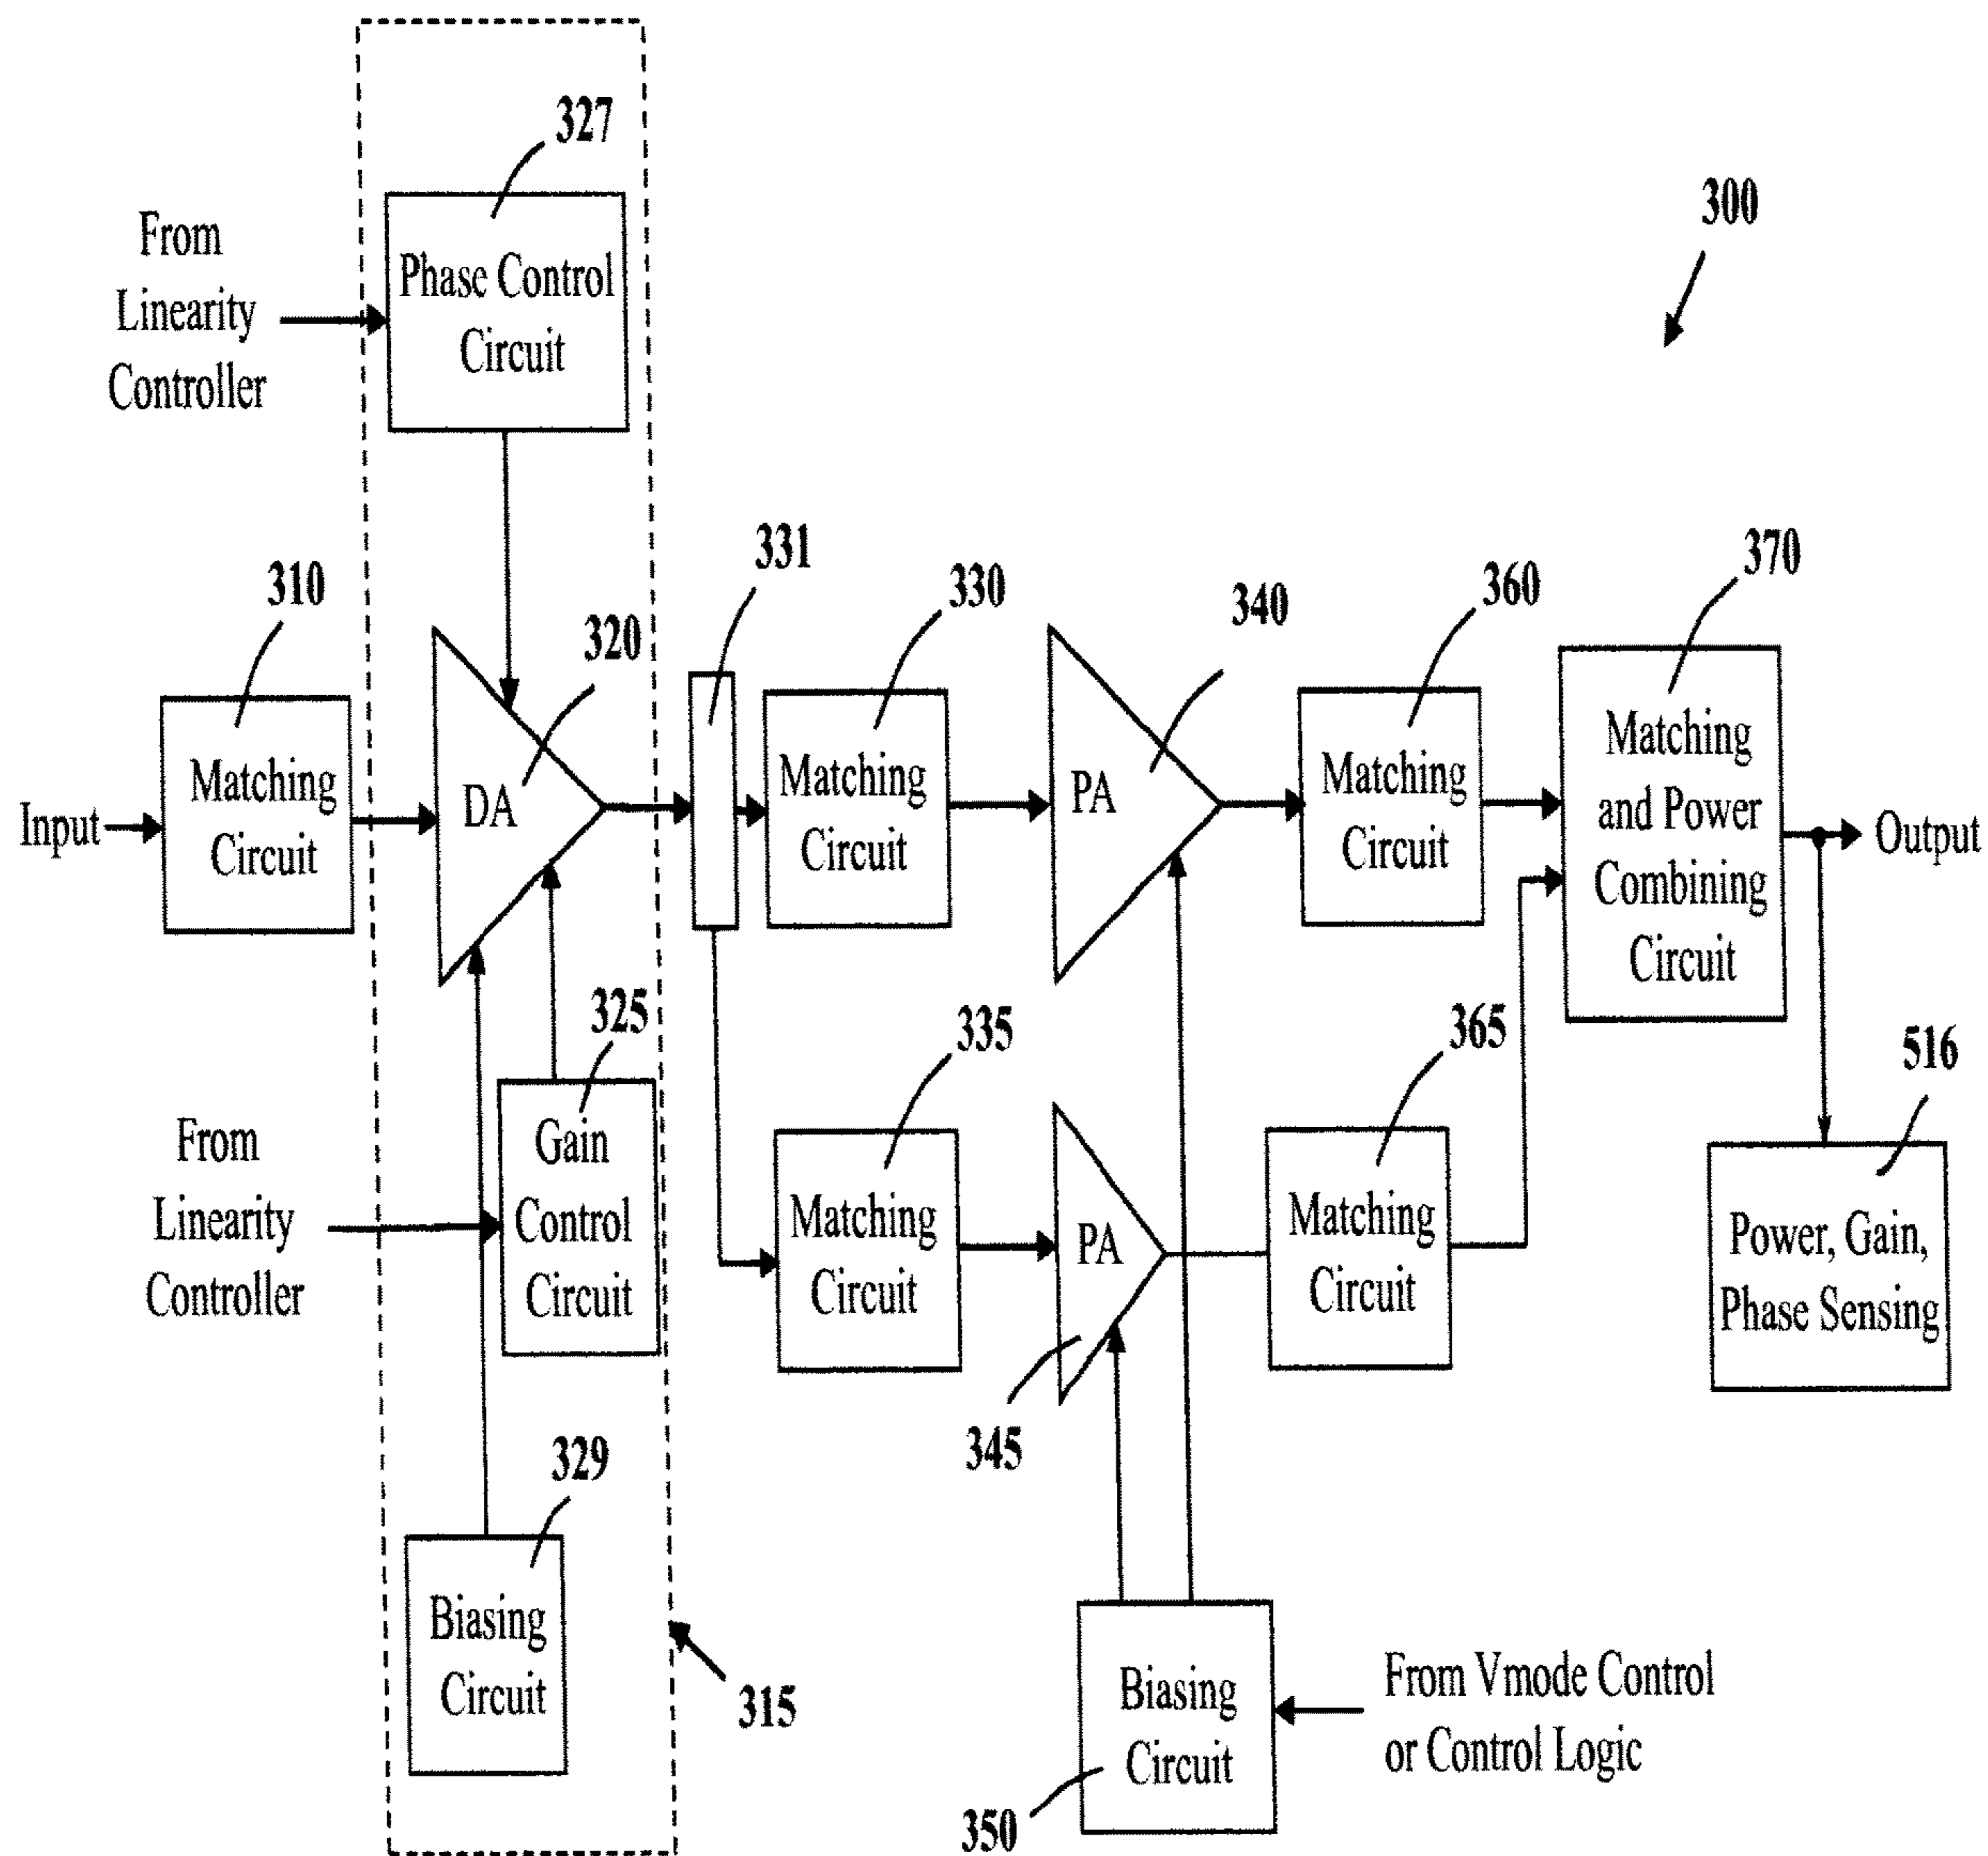 327
From
Linearity
Controller
Phase Control
Circuit
300
310
320
331
330
340
360
370
Input
Matching
Circuit
DA
Matching
Circuit
PA
Matching
Circuit
Matching
and Power
Combining
Circuit
Output
325
335
365
516
From
Linearity
Controller
Gain
Control
Circuit
Matching
Circuit
PA
345
Matching
Circuit
Power, Gain,
Phase Sensing
329
Biasing
Circuit
315
Biasing
Circuit
350
From Vmode Control
or Control Logic